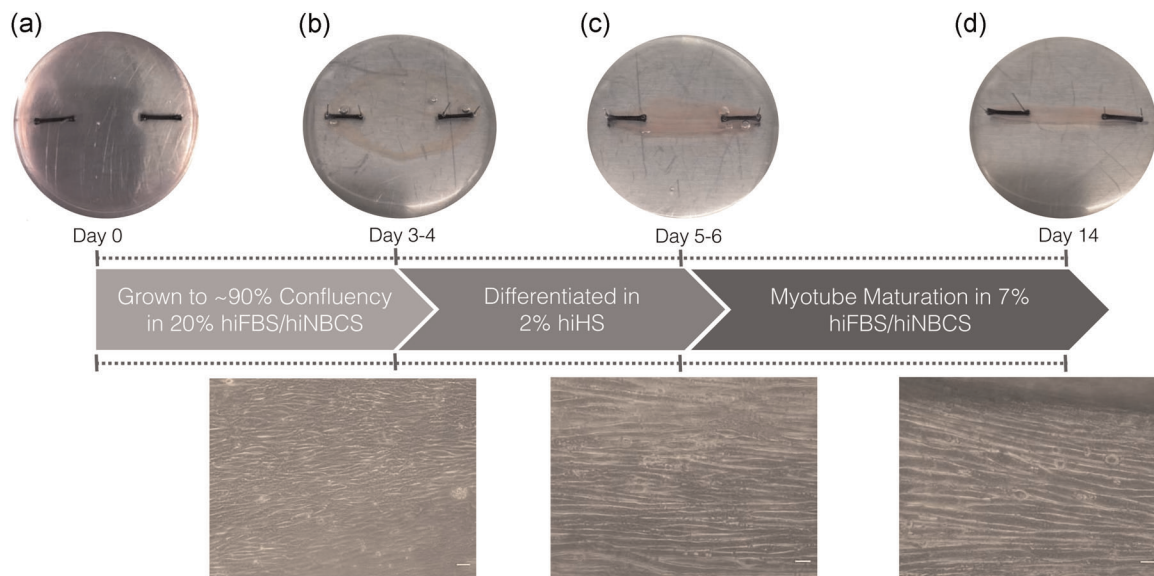 (a)
(b)
(c)
(d)
Day 0
Day 3-4
Day 5-6
Day 14
Grown to ~90% Confluency
in 20% hiFBS/hiNBCS
Differentiated in
2% hiHS
Myotube Maturation in 7%
hiFBS/hiNBCS